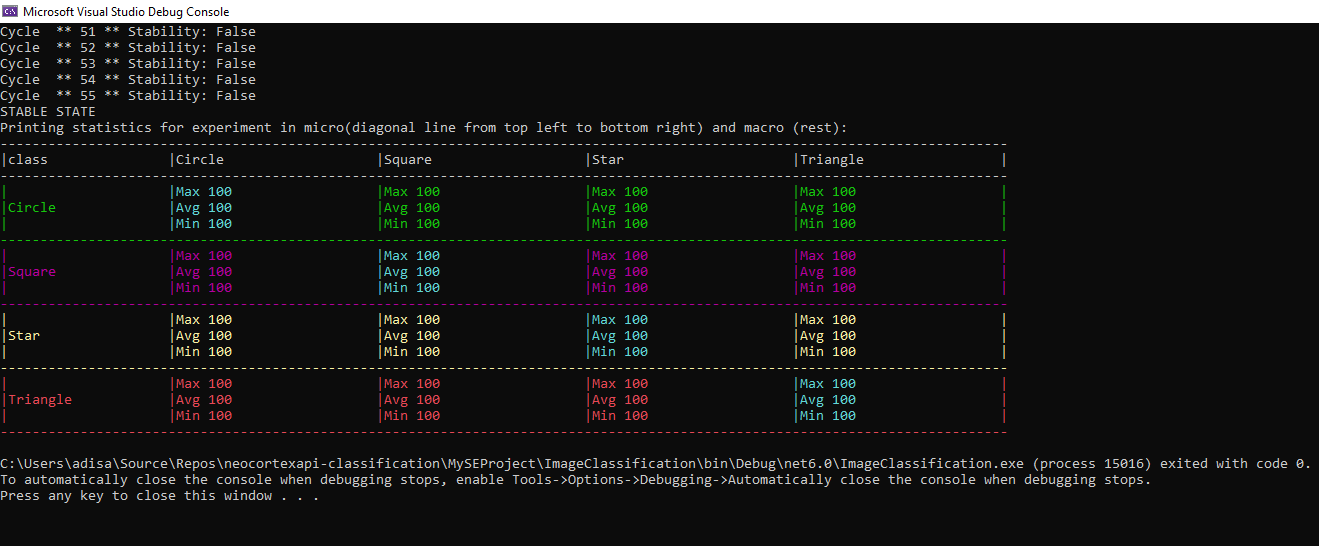 Microsoft Visual Studio Debug Console
Cycle  ** 51 ** Stability: False
Cycle  ** 52 ** Stability: False
Cycle  ** 53 ** Stability: False
Cycle  ** 54 ** Stability: False
Cycle  ** 55 ** Stability: False
STABLE STATE
Printing statistics for experiment in micro(diagonal line from top left to bottom right) and macro (rest):
------------------------------------------------------------------------------------------------------------------------------
|class               |Circle                   |Square                   |Star                     |Triangle                 |
------------------------------------------------------------------------------------------------------------------------------
|                    |Max 100                  |Max 100                  |Max 100                  |Max 100                  |
|Circle              |Avg 100                  |Avg 100                  |Avg 100                  |Avg 100                  |
|                    |Min 100                  |Min 100                  |Min 100                  |Min 100                  |
------------------------------------------------------------------------------------------------------------------------------
|                    |Max 100                  |Max 100                  |Max 100                  |Max 100                  |
|Square              |Avg 100                  |Avg 100                  |Avg 100                  |Avg 100                  |
|                    |Min 100                  |Min 100                  |Min 100                  |Min 100                  |
------------------------------------------------------------------------------------------------------------------------------
|                    |Max 100                  |Max 100                  |Max 100                  |Max 100                  |
|Star                |Avg 100                  |Avg 100                  |Avg 100                  |Avg 100                  |
|                    |Min 100                  |Min 100                  |Min 100                  |Min 100                  |
------------------------------------------------------------------------------------------------------------------------------
|                    |Max 100                  |Max 100                  |Max 100                  |Max 100                  |
|Triangle            |Avg 100                  |Avg 100                  |Avg 100                  |Avg 100                  |
|                    |Min 100                  |Min 100                  |Min 100                  |Min 100                  |
------------------------------------------------------------------------------------------------------------------------------
C:\Users\adisa\Source\Repos\neocortexapi-classification\MySEProject\ImageClassification\bin\Debug\net6.0\ImageClassification.exe (process 15016) exited with code 0.
To automatically close the console when debugging stops, enable Tools->Options->Debugging->Automatically close the console when debugging stops.
Press any key to close this window . . .